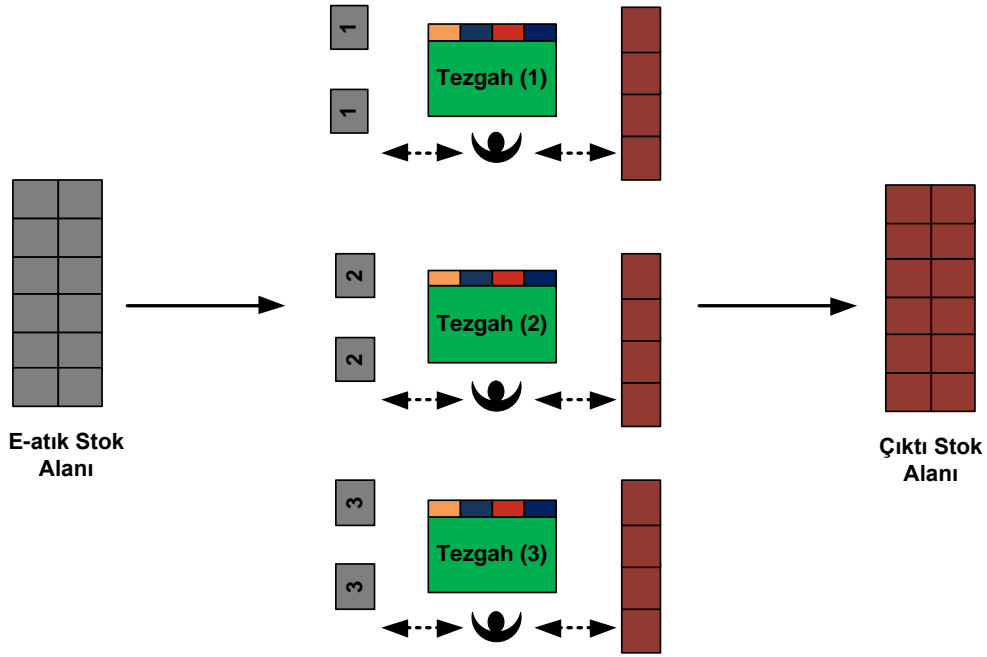 1
Tezgah (1)
1
2
Tezgah (2)
2
E-atık Stok
Alanı
Çıktı Stok
Alanı
3
Tezgah (3)
3